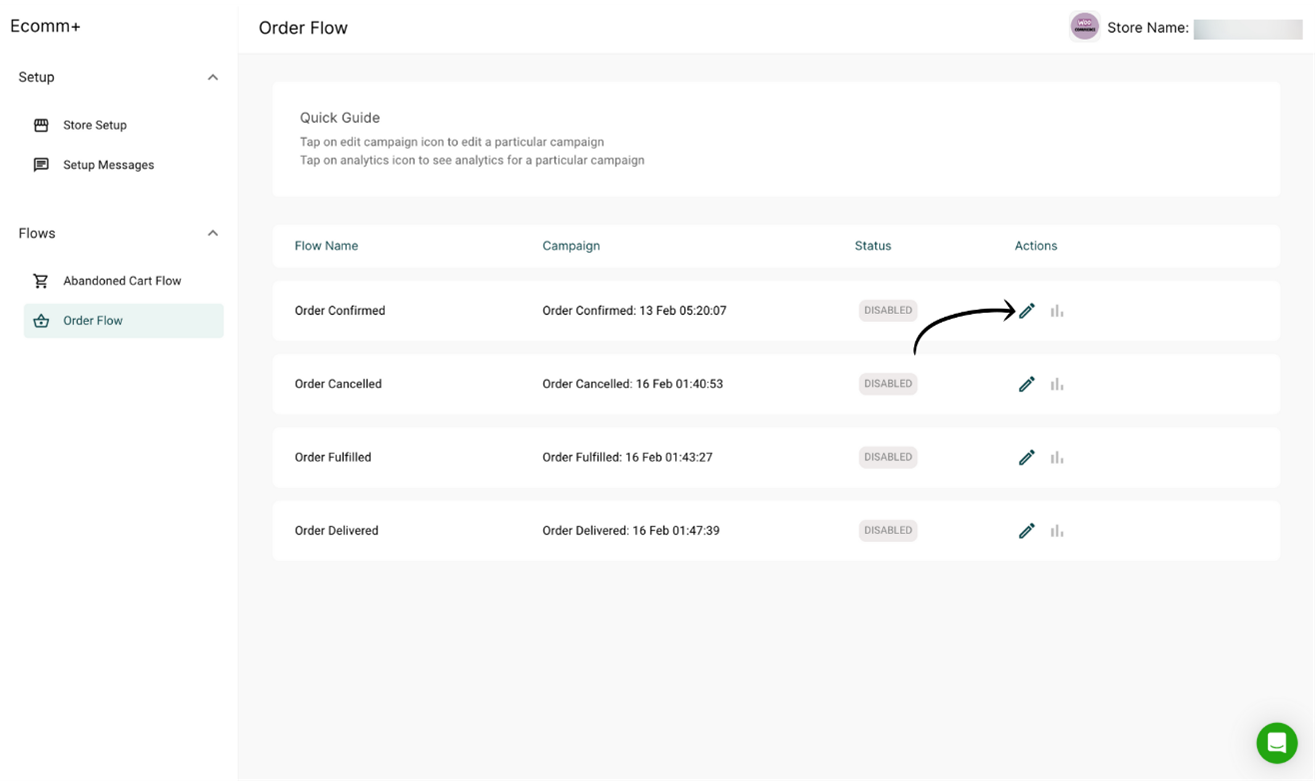 Ecomm+
Order Flow
WOO COMMERCE
Store Name:
Setup
Store Setup
Setup Messages
Flows
Abandoned Cart Flow
Order Flow
Quick Guide
Tap on edit campaign icon to edit a particular campaign
Tap on analytics icon to see analytics for a particular campaign
Flow Name Campaign Status Actions
Order Confirmed Order Confirmed: 13 Feb 05:20:07 DISABLED
Order Cancelled Order Cancelled: 16 Feb 01:40:53 DISABLED
Order Fulfilled Order Fulfilled: 16 Feb 01:43:27 DISABLED
Order Delivered Order Delivered: 16 Feb 01:47:39 DISABLED